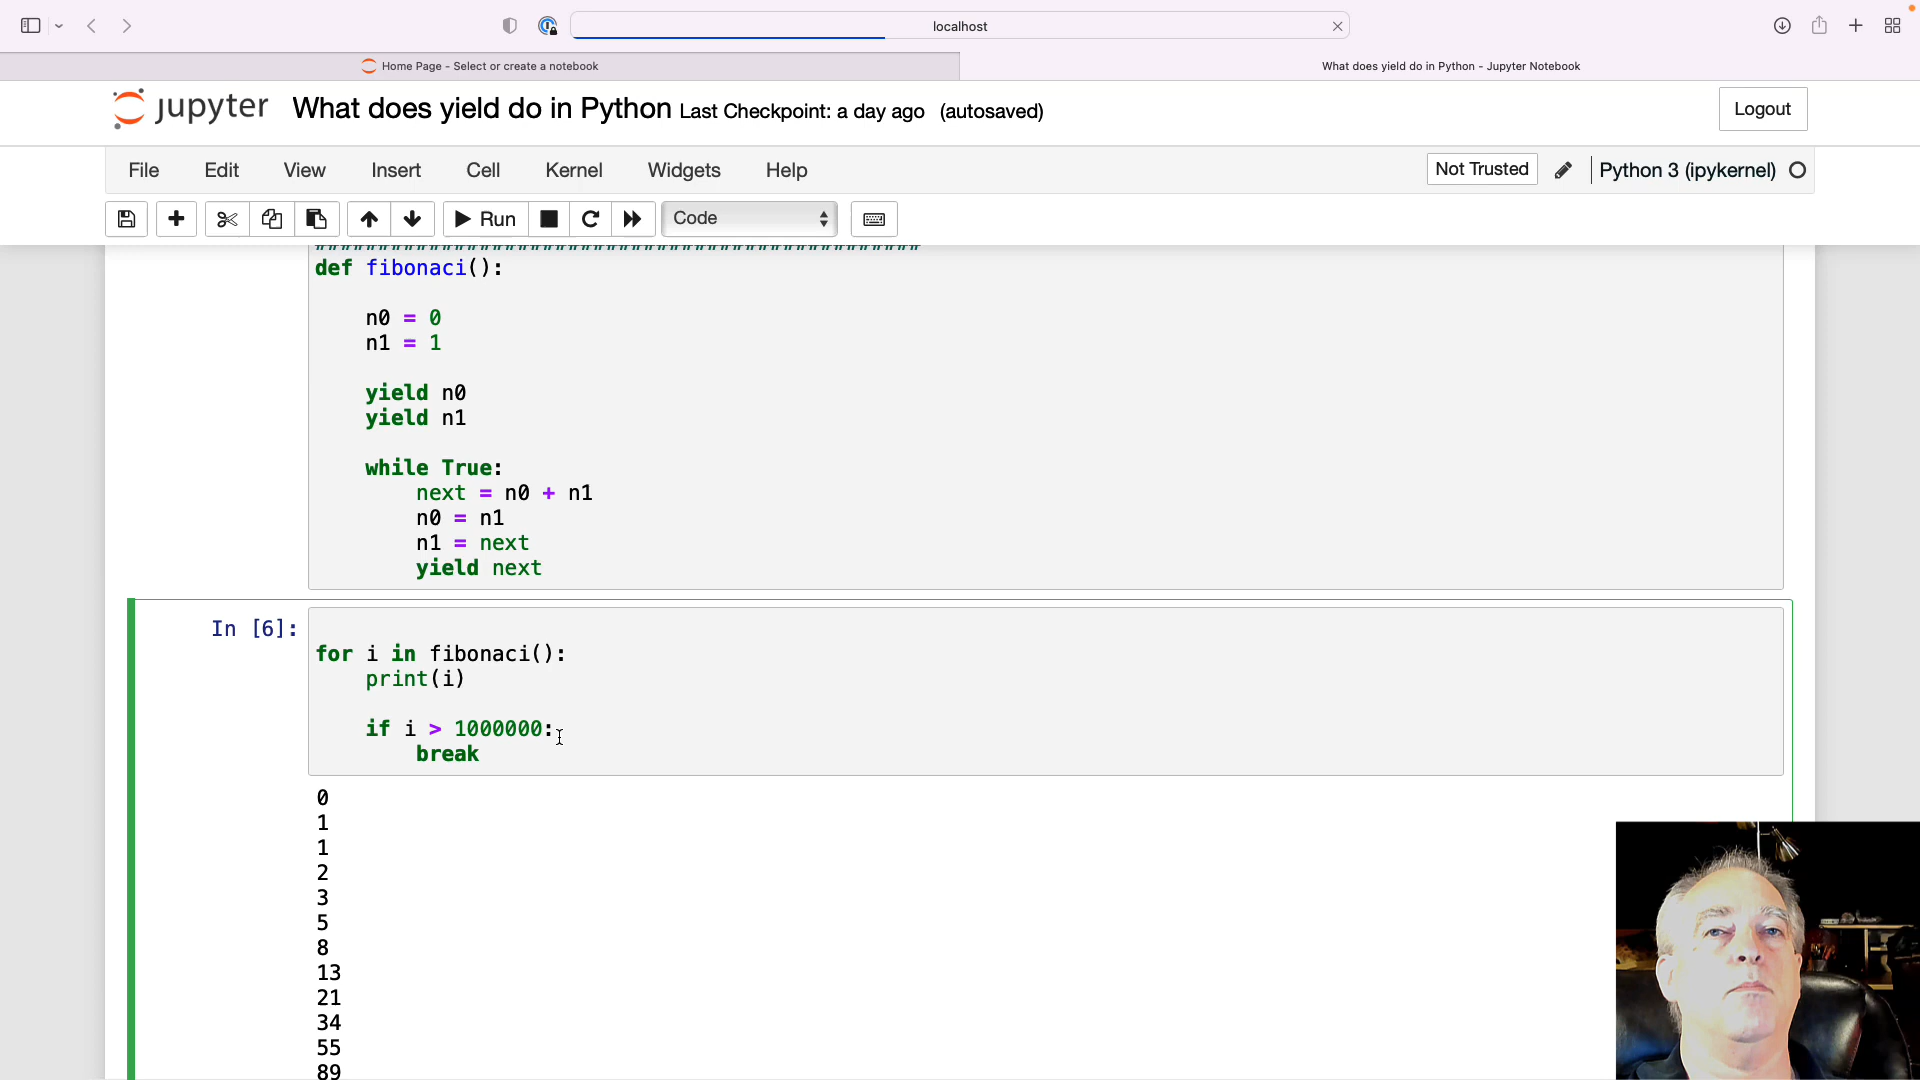 localhost
Home Page - Select or create a notebook
What does yield do in Python - Jupyter Notebook
jupyter What does yield do in Python Last Checkpoint: a day ago (autosaved)
Logout
File Edit View Insert Cell Kernel Widgets Help
Not Trusted
Python 3 (ipykernel)
Run
Code
################################################
def fibonaci():
n0 = 0
n1 = 1
yield n0
yield n1
while True:
next = n0 + n1
n0 = n1
n1 = next
yield next
In [6]:
for i in fibonaci():
print(i)
if i > 1000000:
break
0
1
1
2
3
5
8
13
21
34
55
89